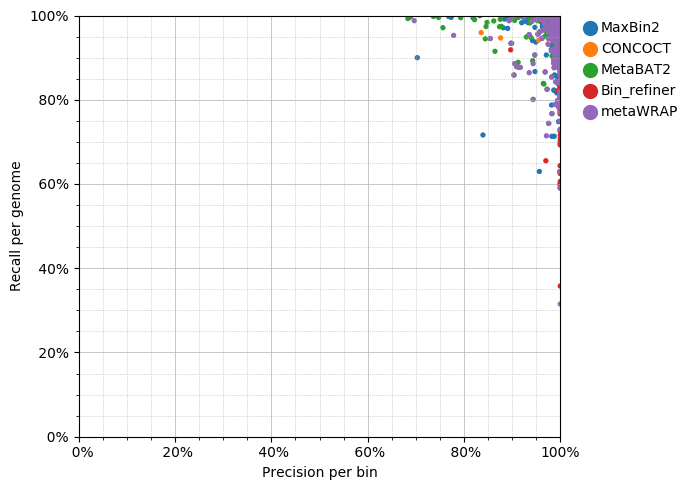 100%
80%
60%
40%
20%
0%
0%
20%
40%
60%
80%
100%
Recall per genome
Precision per bin
MaxBin2
CONCOCT
MetaBAT2
Bin_refiner
metaWRAP